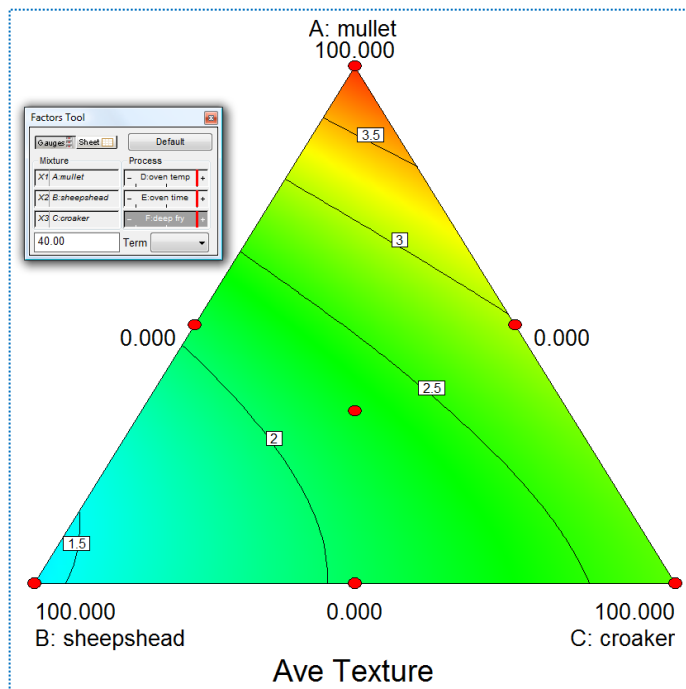 A: mullet
100.000
Factors Tool
Gauges Sheet Default
Mixture Process
X1 A:mullet - D:oven temp +
X2 B:sheepshead - E:oven time +
X3 C:croaker - F:deep fry +
40.00 Term
3.5
3
0.000 0.000
2.5
2
1.5
100.000 0.000 100.000
B: sheepshead C: croaker
Ave Texture